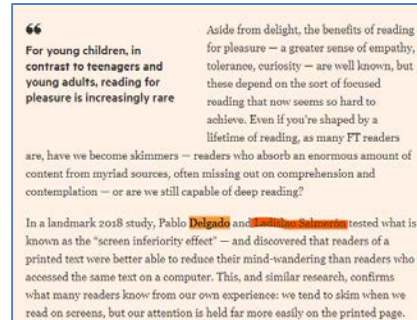 ❝
For young children, in
contrast to teenagers and
young adults, reading for
pleasure is increasingly rare
Aside from delight, the benefits of reading
for pleasure — a greater sense of empathy,
tolerance, curiosity — are well known, but
these depend on the sort of focused
reading that now seems so hard to
achieve. Even if you're shaped by a
lifetime of reading, as many FT readers
are, have we become skimmers — readers who absorb an enormous amount of
content from myriad sources, often missing out on comprehension and
contemplation — or are we still capable of deep reading?
In a landmark 2018 study, Pablo Delgado and Ladislao Salmerón tested what is
known as the "screen inferiority effect" — and discovered that readers of a
printed text were better able to reduce their mind-wandering than readers who
accessed the same text on a computer. This, and similar research, confirms
what many readers know from our own experience: we tend to skim when we
read on screens, but our attention is held far more easily on the printed page.